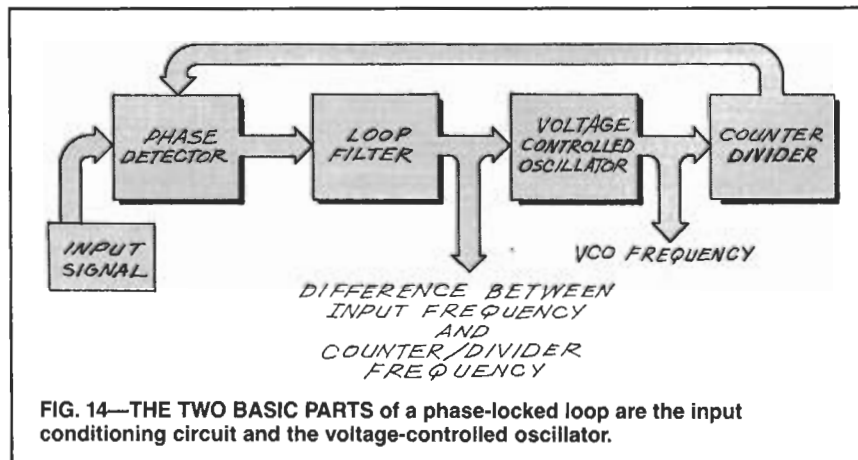 PHASE
DETECTOR
LOOP
FILTER
VOLTAGE
CONTROLLED
OSCILLATOR
COUNTER
DIVIDER
INPUT
SIGNAL
VCO FREQUENCY
DIFFERENCE BETWEEN
INPUT FREQUENCY
AND
COUNTER/DIVIDER
FREQUENCY
FIG. 14—THE TWO BASIC PARTS of a phase-locked loop are the input
conditioning circuit and the voltage-controlled oscillator.